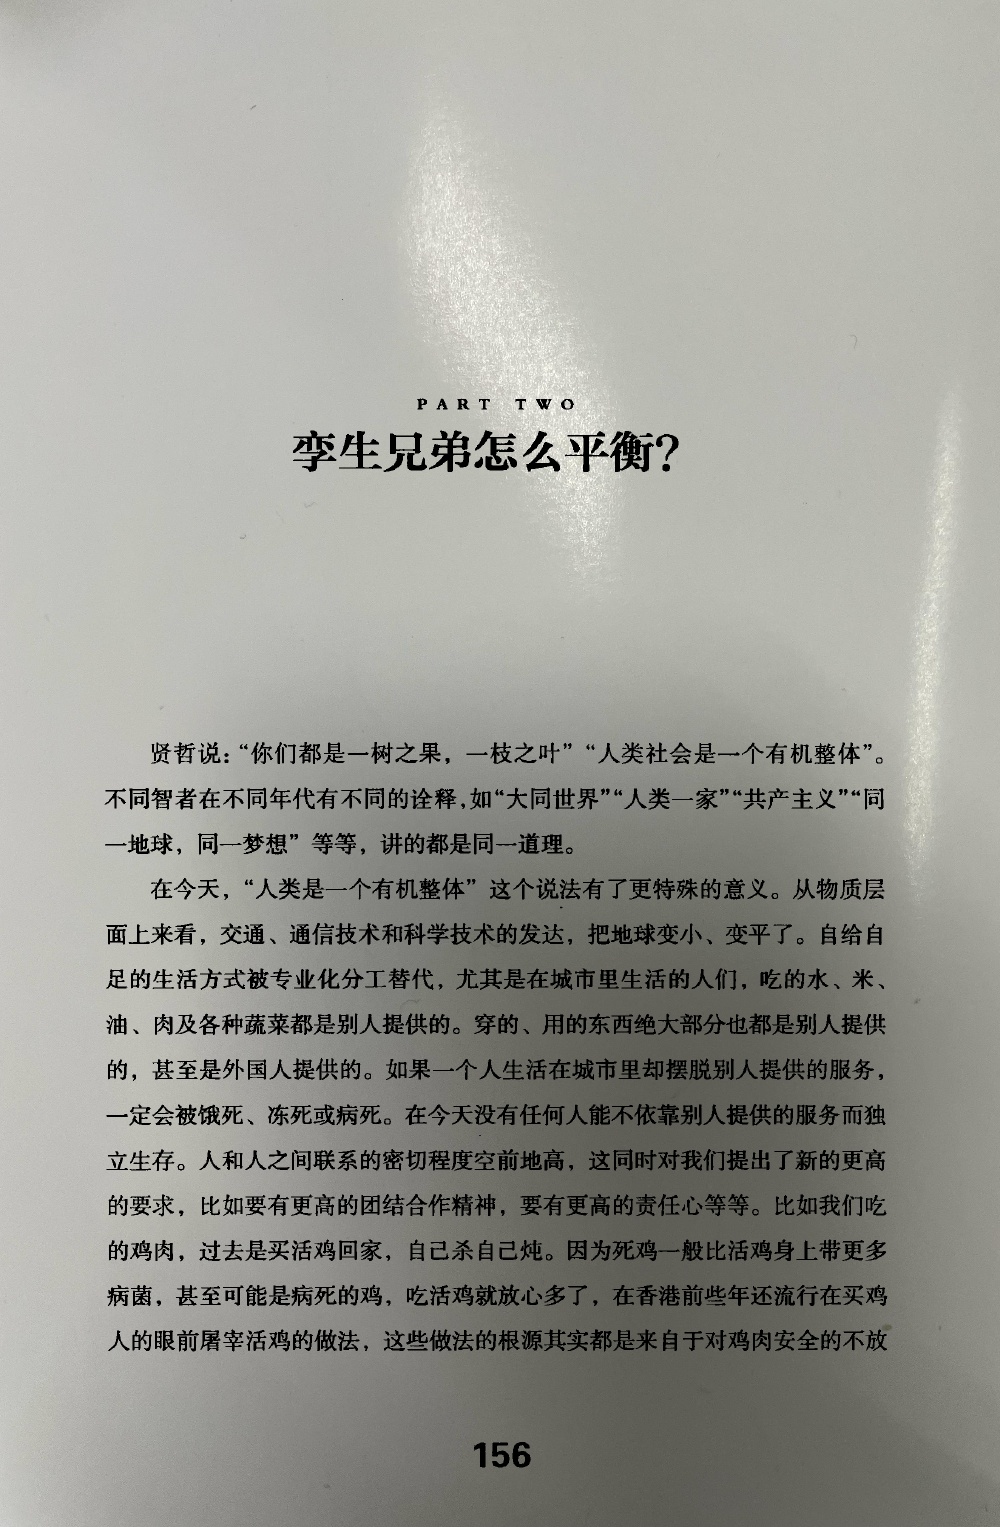 PART TWO
孪生兄弟怎么平衡？
贤哲说：“你们都是一树之果，一枝之叶”“人类社会是一个有机整体”。
不同智者在不同年代有不同的诠释，如“大同世界”“人类一家”“共产主义”“同
一地球，同一梦想”等等，讲的都是同一道理。
在今天，“人类是一个有机整体”这个说法有了更特殊的意义。从物质层
面上来看，交通、通信技术和科学技术的发达，把地球变小、变平了。自给自
足的生活方式被专业化分工替代，尤其是在城市里生活的人们，吃的水、米、
油、肉及各种蔬菜都是别人提供的。穿的、用的东西绝大部分也都是别人提供
的，甚至是外国人提供的。如果一个人生活在城市里却摆脱别人提供的服务，
一定会被饿死、冻死或病死。在今天没有任何人能不依靠别人提供的服务而独
立生存。人和人之间联系的密切程度空前地高，这同时对我们提出了新的更高
的要求，比如要有更高的团结合作精神，要有更高的责任心等等。比如我们吃
的鸡肉，过去是买活鸡回家，自己杀自己炖。因为死鸡一般比活鸡身上带更多
病菌，甚至可能是病死的鸡，吃活鸡就放心多了，在香港前些年还流行在买鸡
人的眼前屠宰活鸡的做法，这些做法的根源其实都是来自于对鸡肉安全的不放
156